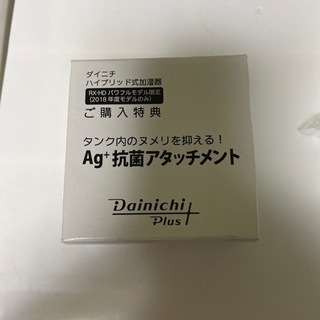 ダイニチ
ハイブリッド式加湿器
RX・HD パワフルモデル限定
(2018年度モデルのみ)
ご購入特典
タンク内のヌメリを抑える!
Ag⁺抗菌アタッチメント
Dainichi
Plus